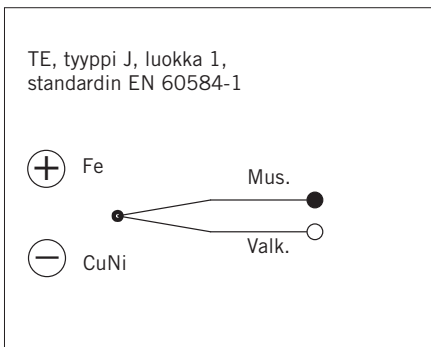 TE, tyyppi J, luokka 1,
standardin EN 60584-1
+ Fe
Mus.
Valk.
− CuNi